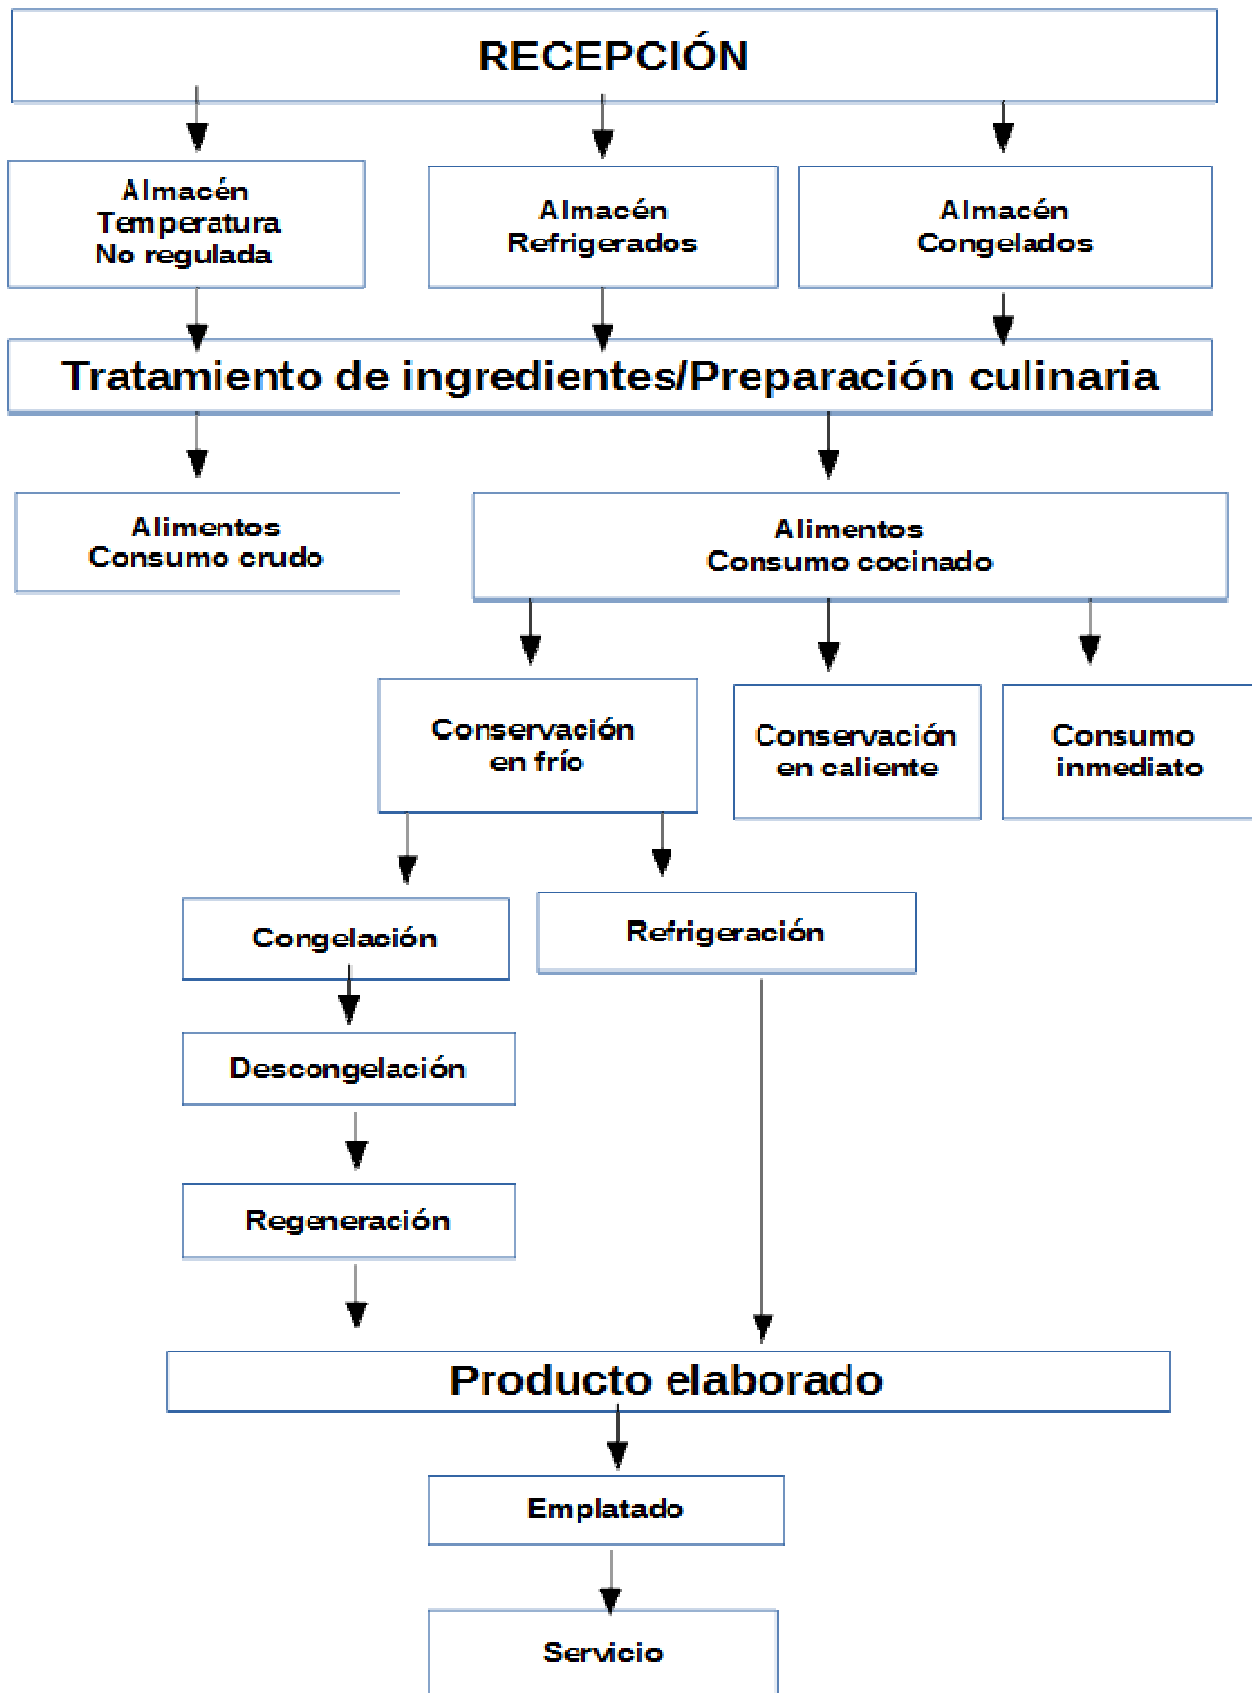 RECEPCIÓN
Almacén
Temperatura
No regulada
Almacén
Refrigerados
Almacén
Congelados
Tratamiento de ingredientes/Preparación culinaria
Alimentos
Consumo crudo
Alimentos
Consumo cocinado
Conservación
en frío
Conservación
en caliente
Consumo
inmediato
Congelación
Refrigeración
Descongelación
Regeneración
Producto elaborado
Emplatado
Servicio